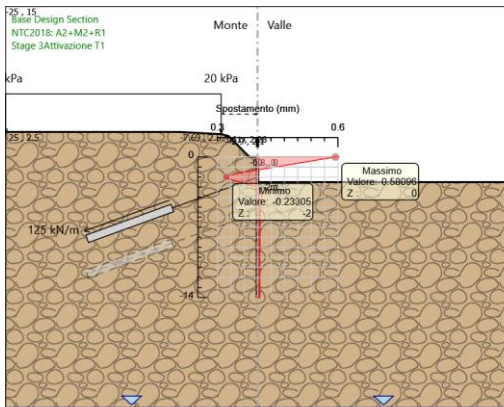 -25 , 15
Base Design Section
NTC2018: A2+M2+R1
Stage 3Attivazione T1
Monte
Valle
kPa
20 kPa
Spostamento (mm)
0.3
0.6
-25 , 2.5
0
Massimo
Valore: 0.58096
Z : 0
Minimo
Valore: -0.23305
Z : -2
125 kN/m
-14